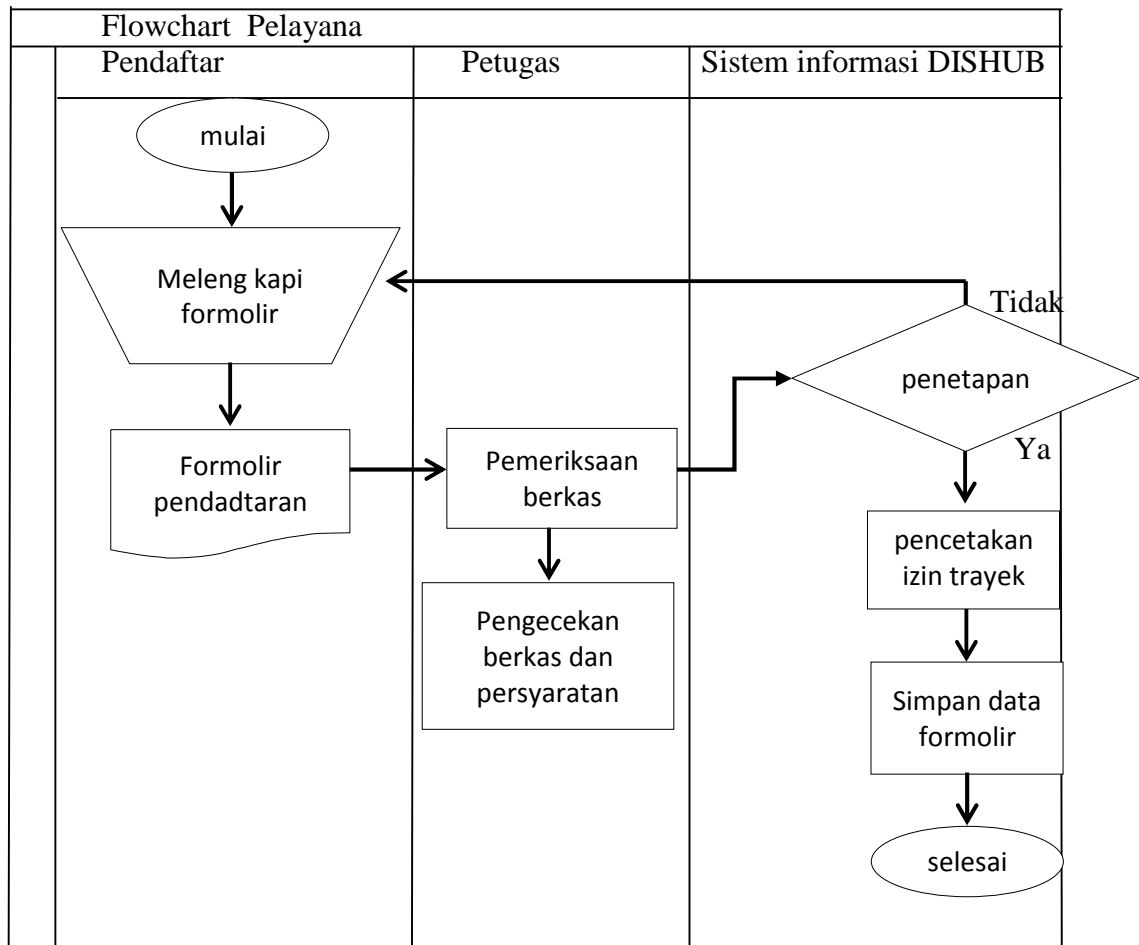 Flowchart Pelayana
Pendaftar
Petugas
Sistem informasi DISHUB
mulai
Meleng kapi
formolir
Formolir
pendadtaran
Pemeriksaan
berkas
Pengecekan
berkas dan
persyaratan
Tidak
penetapan
Ya
pencetakan
izin trayek
Simpan data
formolir
selesai